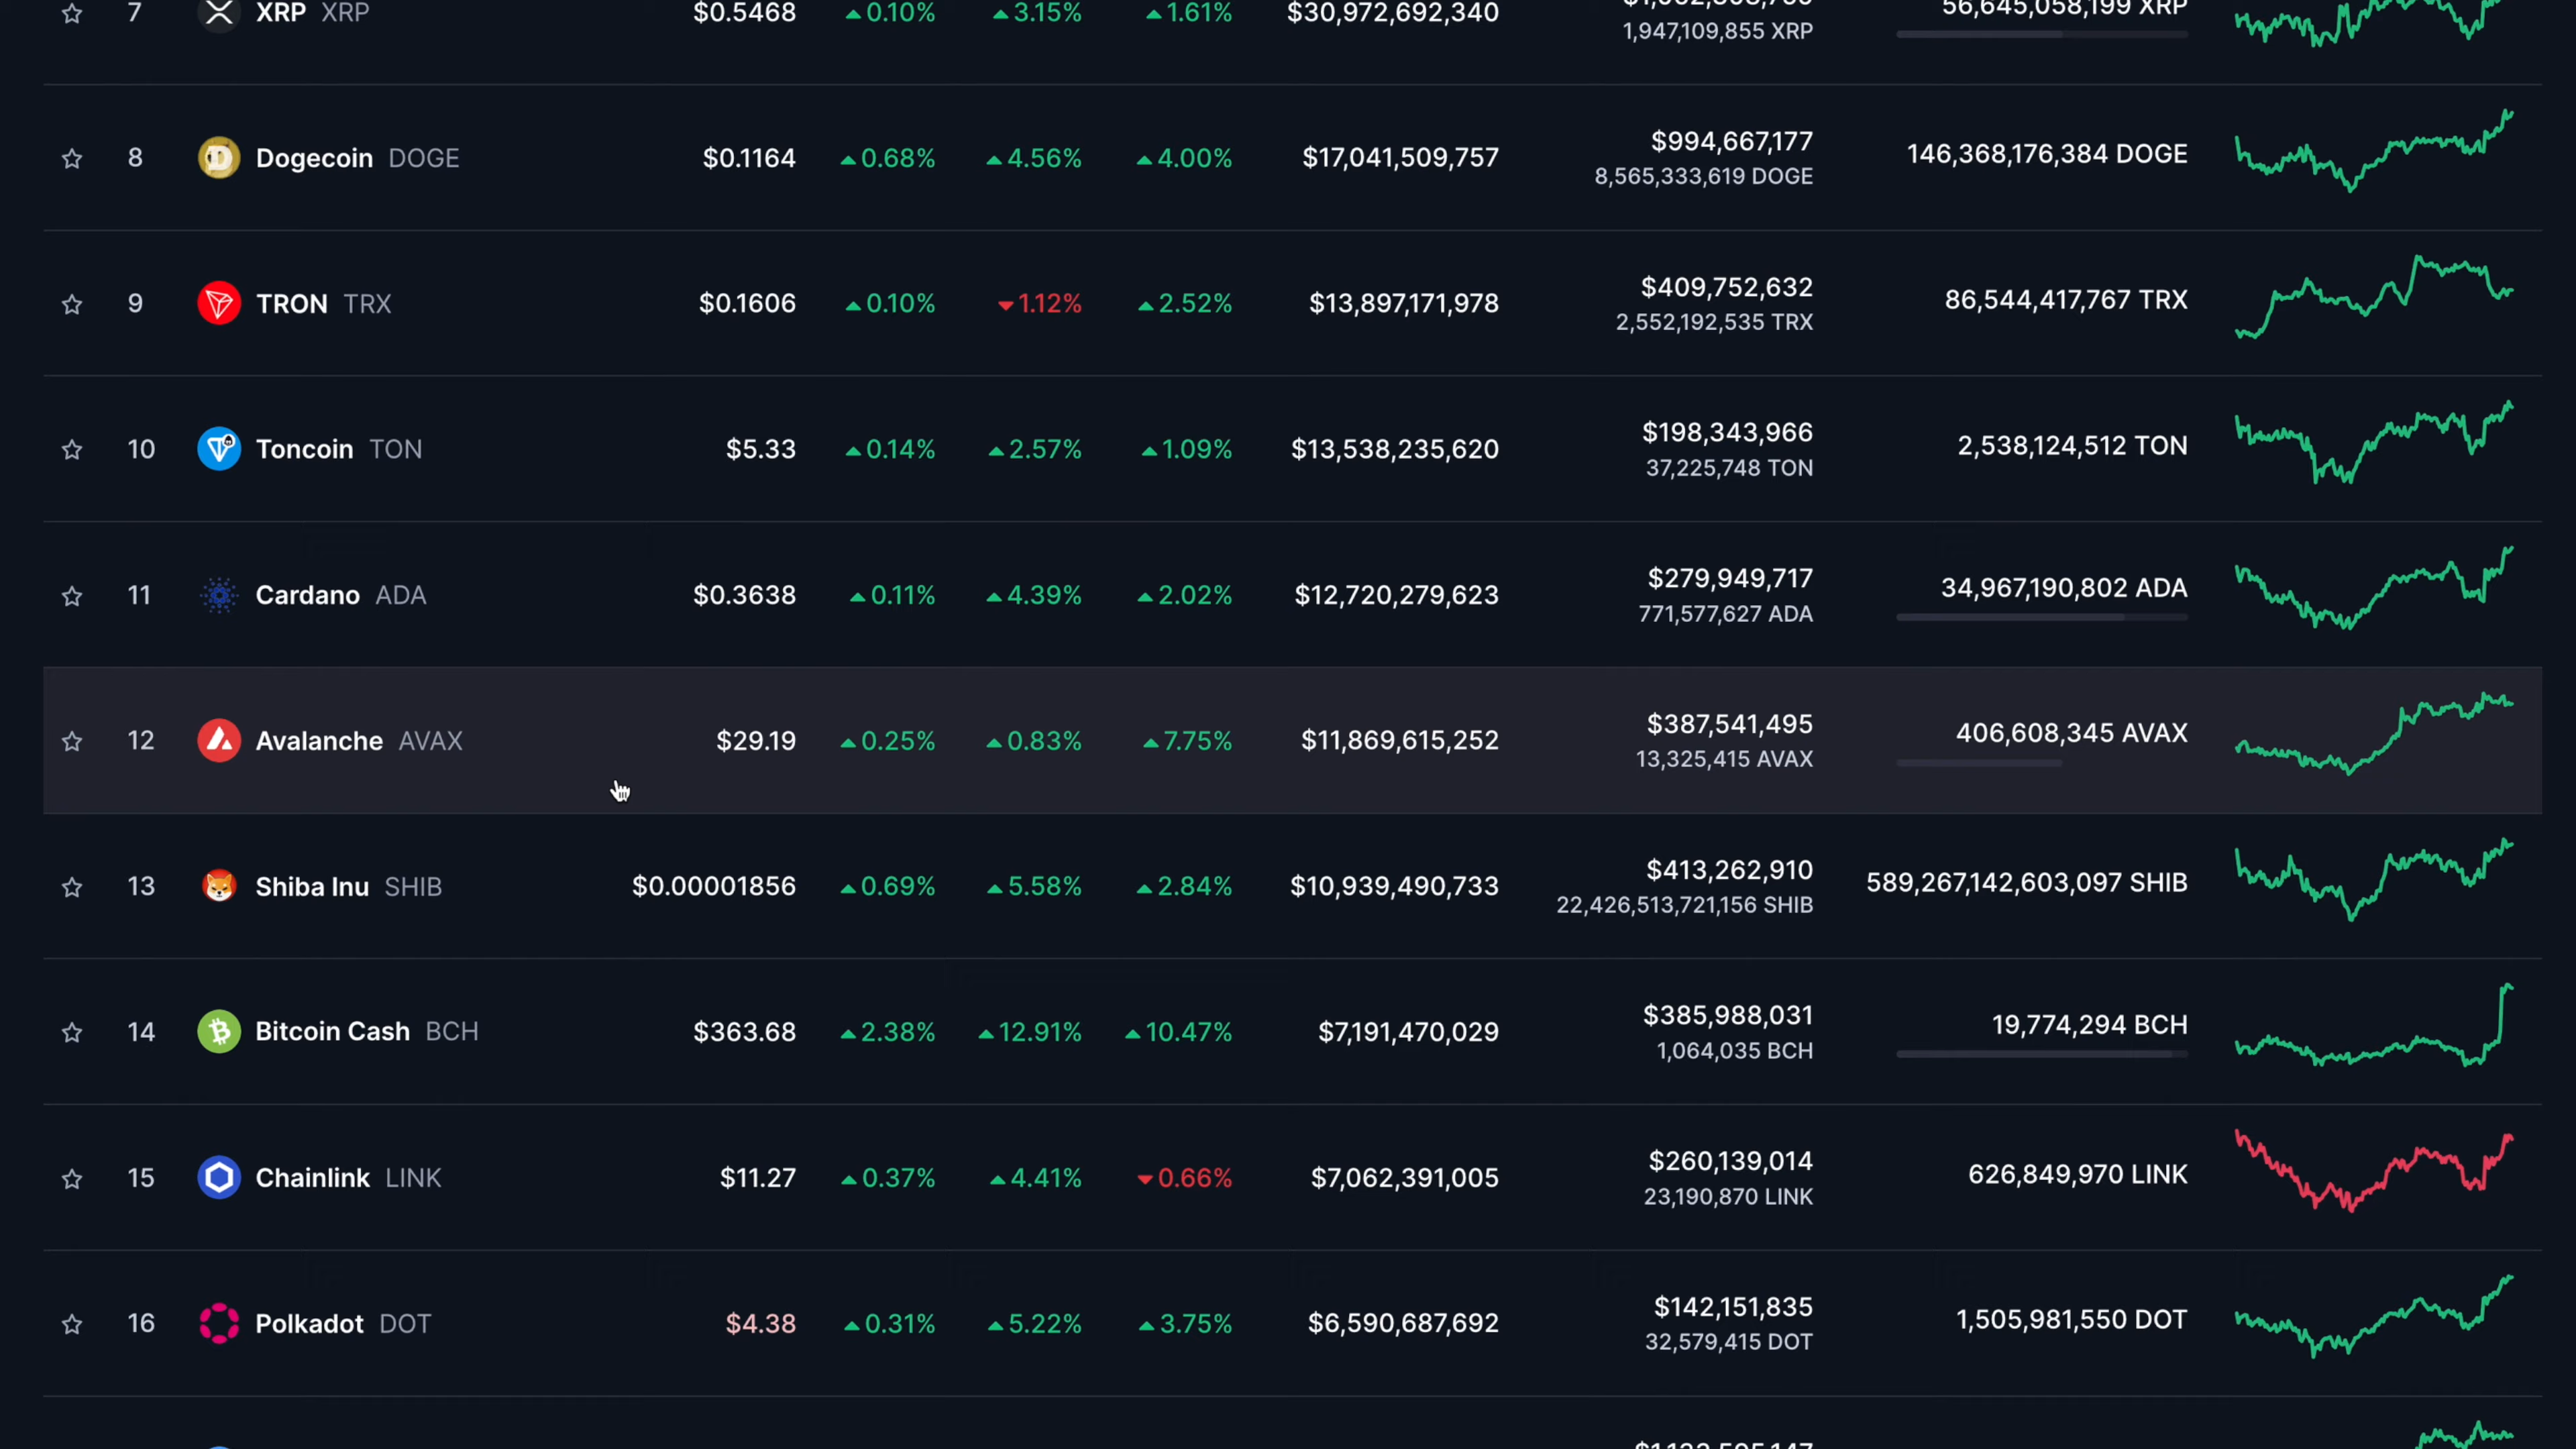 7 XRP XRP $0.5468 0.10% 3.15% 1.61% $30,972,692,340 56,645,058,199 XRP
1,947,109,855 XRP
8 Dogecoin DOGE $0.1164 0.68% 4.56% 4.00% $17,041,509,757 $994,667,177 146,368,176,384 DOGE
8,565,333,619 DOGE
9 TRON TRX $0.1606 0.10% 1.12% 2.52% $13,897,171,978 $409,752,632 86,544,417,767 TRX
2,552,192,535 TRX
10 Toncoin TON $5.33 0.14% 2.57% 1.09% $13,538,235,620 $198,343,966 2,538,124,512 TON
37,225,748 TON
11 Cardano ADA $0.3638 0.11% 4.39% 2.02% $12,720,279,623 $279,949,717 34,967,190,802 ADA
771,577,627 ADA
12 Avalanche AVAX $29.19 0.25% 0.83% 7.75% $11,869,615,252 $387,541,495 406,608,345 AVAX
13,325,415 AVAX
13 Shiba Inu SHIB $0.00001856 0.69% 5.58% 2.84% $10,939,490,733 $413,262,910 589,267,142,603,097 SHIB
22,426,513,721,156 SHIB
14 Bitcoin Cash BCH $363.68 2.38% 12.91% 10.47% $7,191,470,029 $385,988,031 19,774,294 BCH
1,064,035 BCH
15 Chainlink LINK $11.27 0.37% 4.41% 0.66% $7,062,391,005 $260,139,014 626,849,970 LINK
23,190,870 LINK
16 Polkadot DOT $4.38 0.31% 5.22% 3.75% $6,590,687,692 $142,151,835 1,505,981,550 DOT
32,579,415 DOT